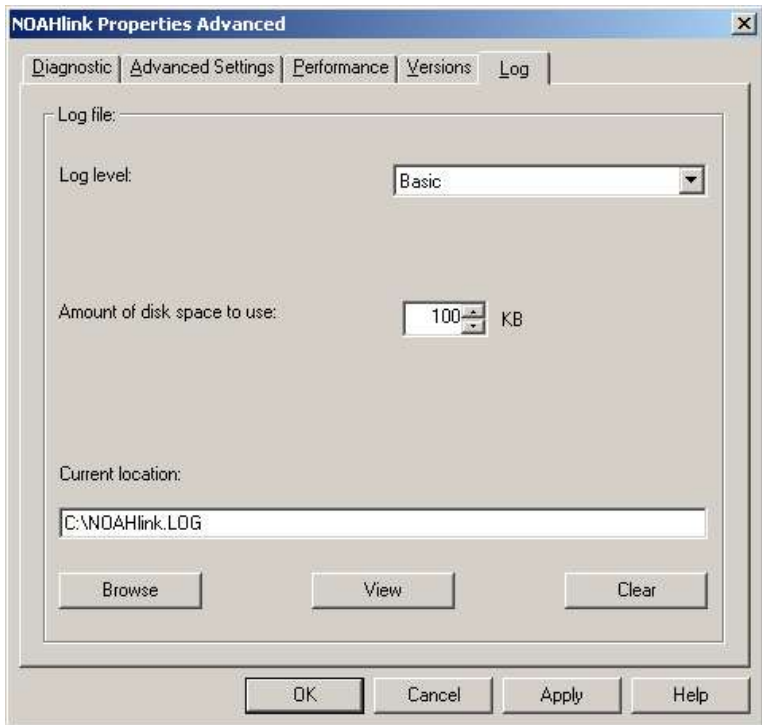 NOAHlink Properties Advanced
Diagnostic Advanced Settings Performance Versions Log
Log file:
Log level: Basic
Amount of disk space to use: 100 KB
Current location:
C:\NOAHlink.LOG
Browse View Clear
OK Cancel Apply Help